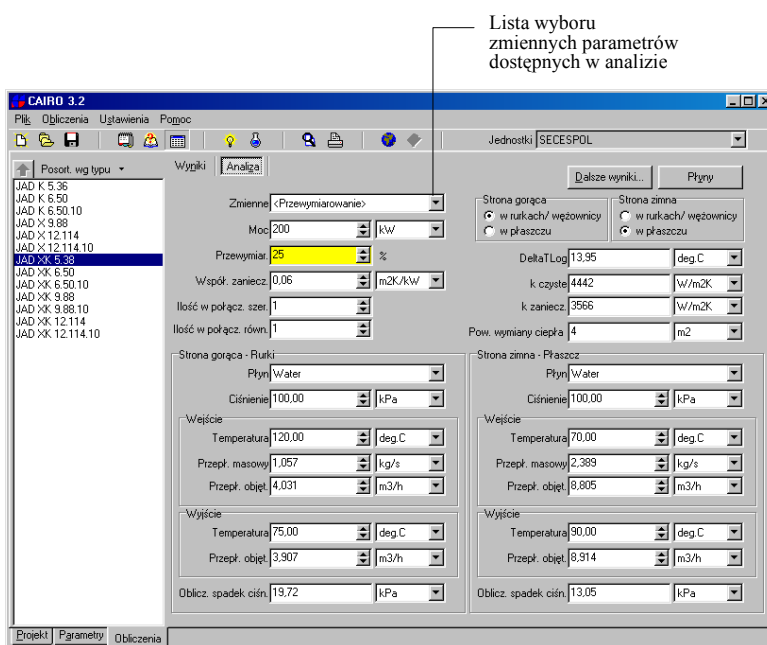 Lista wyboru
zmiennych parametrów
dostępnych w analizie
CAIRO 3.2
Plik Obliczenia Ustawienia Pomoc
Jednostki SECESPOL
Posort. wg typu
JAD K 5.36
JAD K 6.50
JAD K 6.50.10
JAD X 9.88
JAD X 12.114
JAD X 12.114.10
JAD XK 5.38
JAD XK 6.50
JAD XK 6.50.10
JAD XK 9.88
JAD XK 9.88.10
JAD XK 12.114
JAD XK 12.114.10
Wyniki Analiza
Dalsze wyniki... Płyny
Zmienne <Przewymiarowanie>
Moc 200 kW
Przewymiar. 25 %
Współ. zaniecz. 0,06 m2K/kW
Ilość w połącz. szer. 1
Ilość w połącz. równ. 1
Strona gorąca
w rurkach/ wężownicy
w płaszczu
Strona zimna
w rurkach/ wężownicy
w płaszczu
DeltaTLog 13,95 deg.C
k czyste 4442 W/m2K
k zaniecz. 3566 W/m2K
Pow. wymiany ciepła 4 m2
Strona gorąca - Rurki
Płyn Water
Ciśnienie 100,00 kPa
Wejście
Temperatura 120,00 deg.C
Przepł. masowy 1,057 kg/s
Przepł. objęt. 4,031 m3/h
Wyjście
Temperatura 75,00 deg.C
Przepł. objęt. 3,907 m3/h
Oblicz. spadek ciśn. 19,72 kPa
Strona zimna - Płaszcz
Płyn Water
Ciśnienie 100,00 kPa
Wejście
Temperatura 70,00 deg.C
Przepł. masowy 2,389 kg/s
Przepł. objęt. 8,805 m3/h
Wyjście
Temperatura 90,00 deg.C
Przepł. objęt. 8,914 m3/h
Oblicz. spadek ciśn. 13,05 kPa
Projekt Parametry Obliczenia